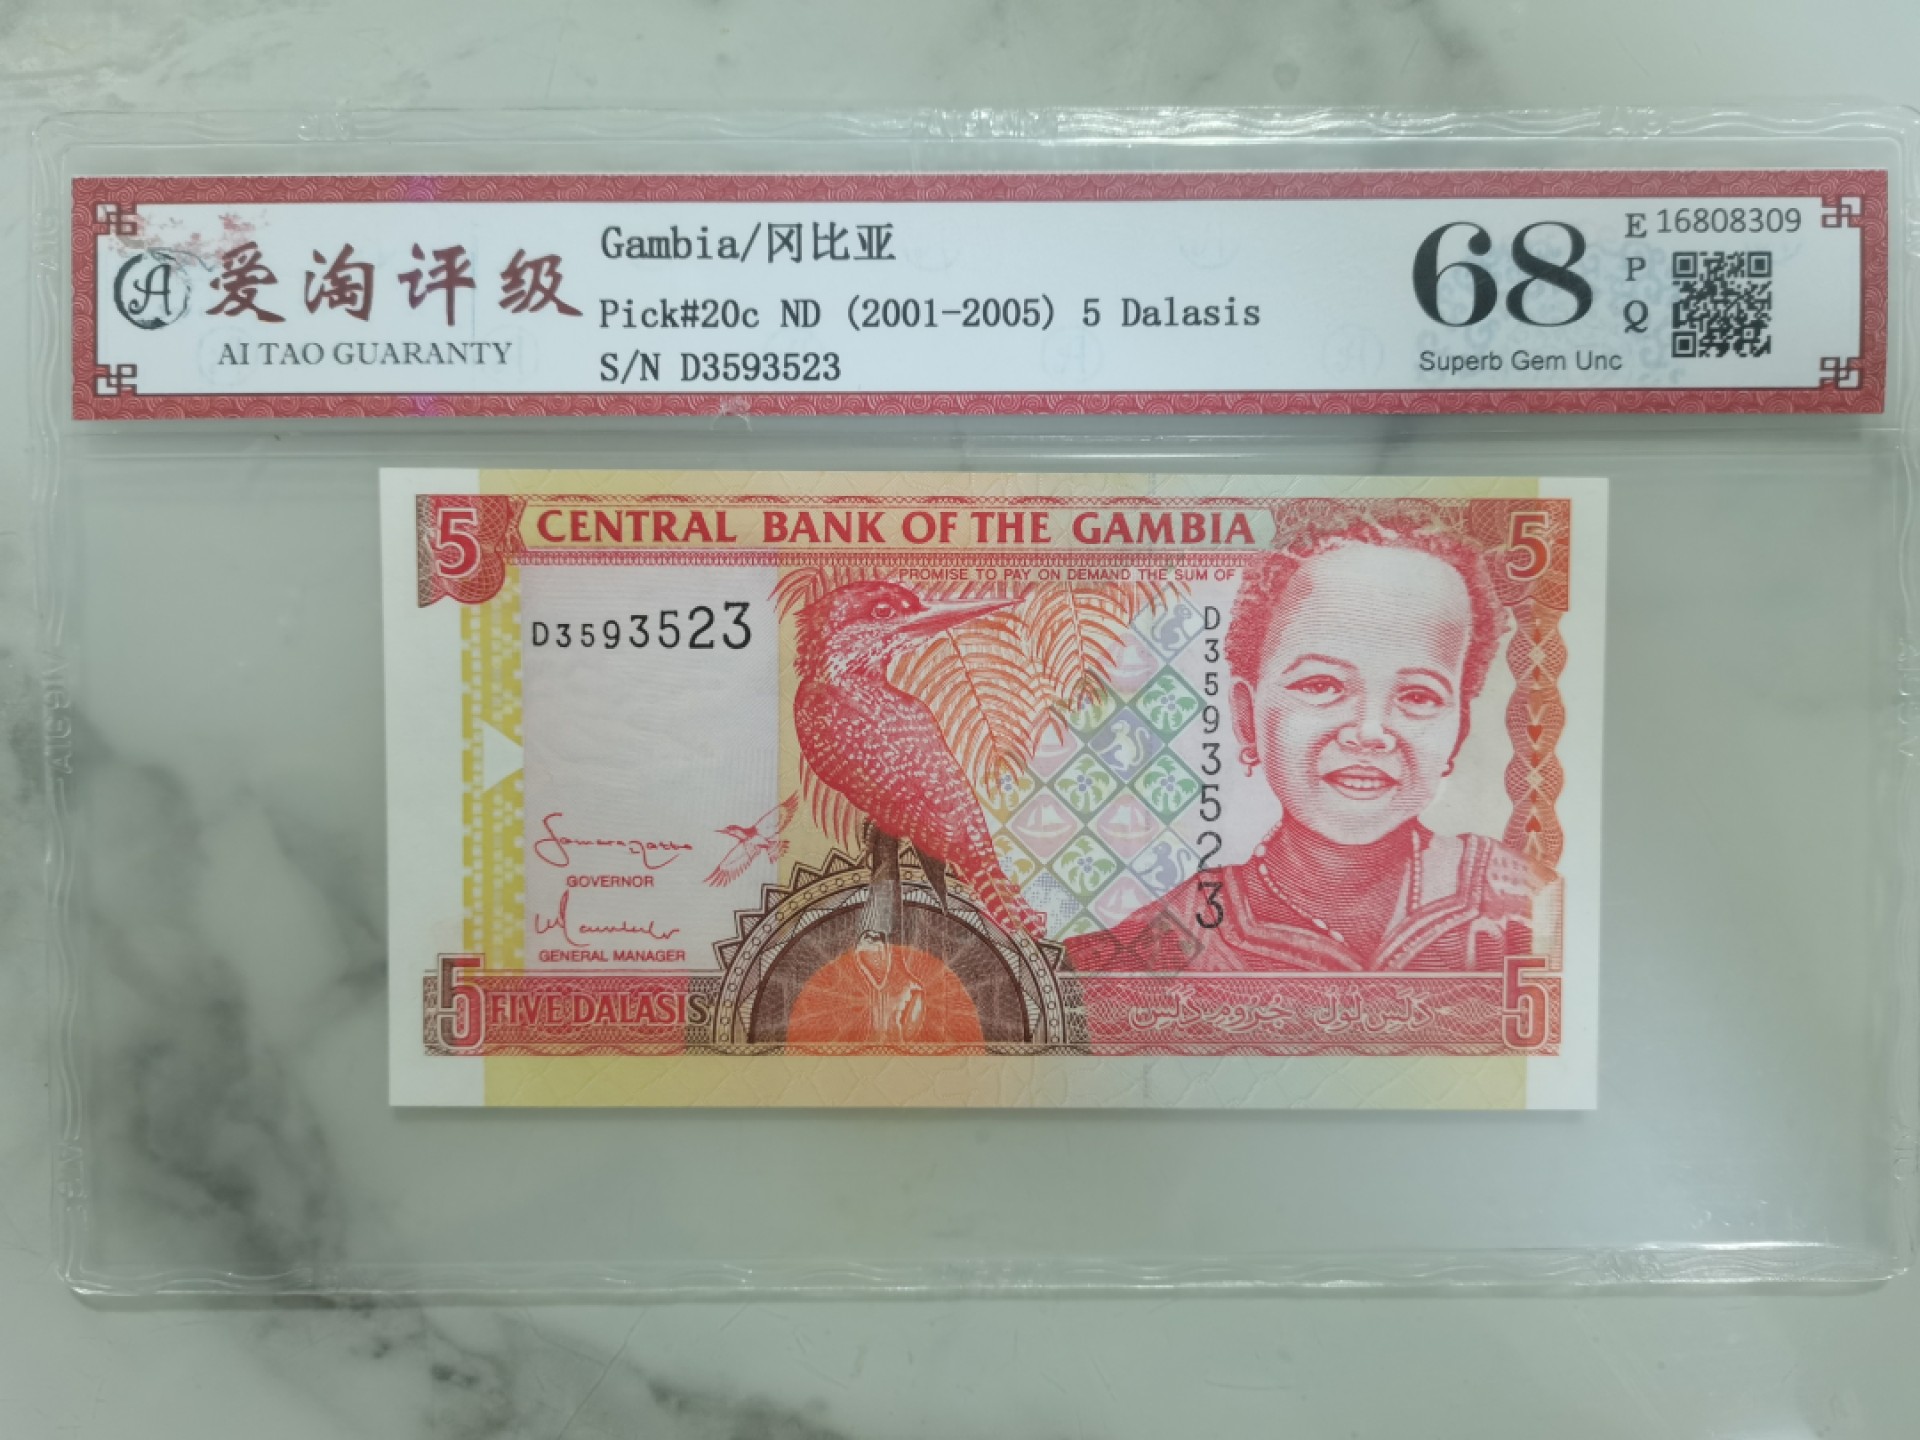 爱淘评级
AI TAO GUARANTY
Gambia/冈比亚
Pick#20c ND (2001-2005) 5 Dalasis
S/N D3593523
68
Superb Gem Unc
E
P
Q
16808309
5
CENTRAL BANK OF THE GAMBIA
5
PROMISE TO PAY ON DEMAND THE SUM OF
D3593523
D3593523
GOVERNOR
GENERAL MANAGER
5
FIVE DALASIS
5